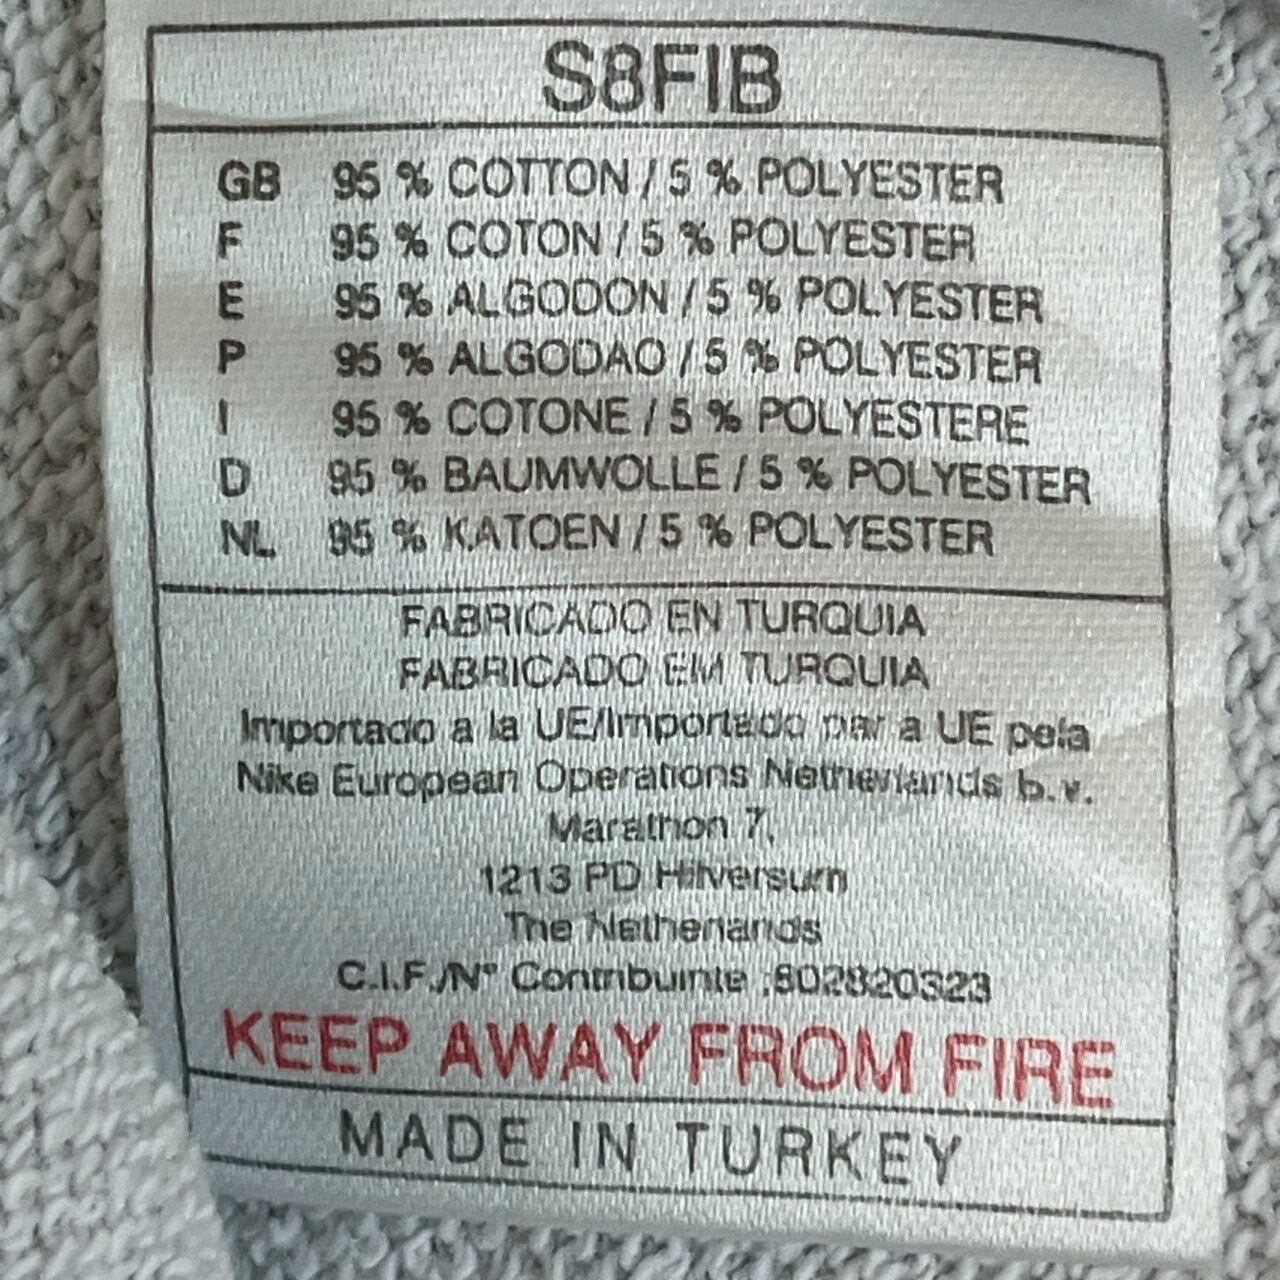 S8FIB
GB 95 % COTTON / 5 % POLYESTER
F 95 % COTON / 5 % POLYESTER
E 95 % ALGODON / 5 % POLYESTER
P 95 % ALGODAO / 5 % POLYESTER
I 95 % COTONE / 5 % POLYESTERE
D 95 % BAUMWOLLE / 5 % POLYESTER
NL 95 % KATOEN / 5 % POLYESTER
FABRICADO EN TURQUIA
FABRICADO EM TURQUIA
Importado a la UE/Importado par a UE pela
Nike European Operations Netherlands b.v.
Marathon 7,
1213 PD Hilversum
The Netherlands
C.I.F./N° Contribuinte :802820323
KEEP AWAY FROM FIRE
MADE IN TURKEY